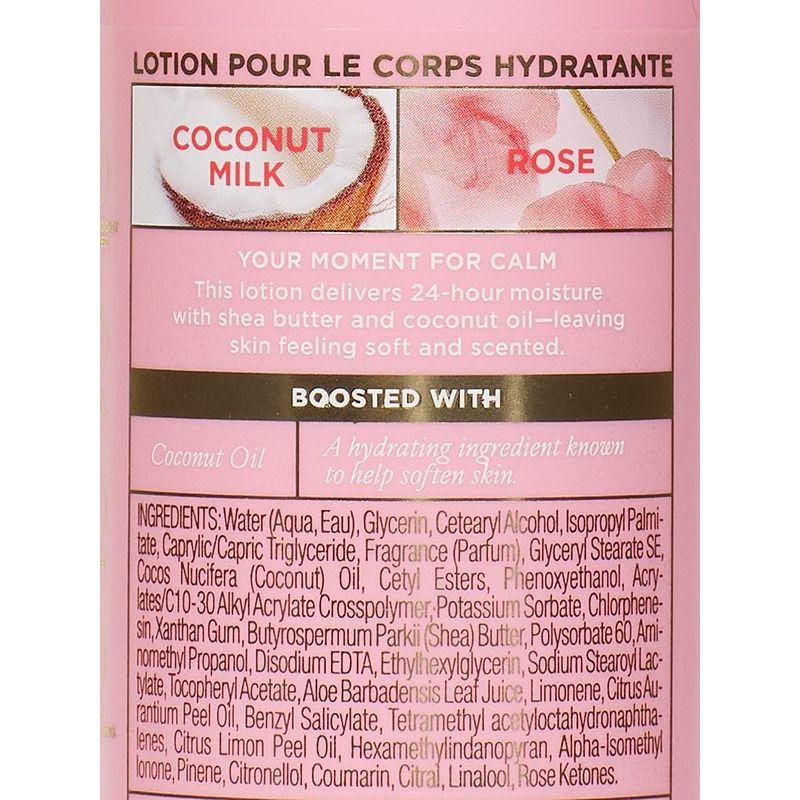 LOTION POUR LE CORPS HYDRATANTE
COCONUT
MILK
ROSE
YOUR MOMENT FOR CALM
This lotion delivers 24-hour moisture
with shea butter and coconut oil—leaving
skin feeling soft and scented.
BOOSTED WITH
Coconut Oil
A hydrating ingredient known
to help soften skin.
INGREDIENTS: Water (Aqua, Eau), Glycerin, Cetearyl Alcohol, Isopropyl Palmi-
tate, Caprylic/Capric Triglyceride, Fragrance (Parfum), Glyceryl Stearate SE,
Cocos Nucifera (Coconut) Oil, Cetyl Esters, Phenoxyethanol, Acry-
lates/C10-30 Alkyl Acrylate Crosspolymer, Potassium Sorbate, Chlorphene-
sin, Xanthan Gum, Butyrospermum Parkii (Shea) Butter, Polysorbate 60, Ami-
nomethyl Propanol, Disodium EDTA, Ethylhexylglycerin, Sodium Stearoyl Lac-
tylate, Tocopheryl Acetate, Aloe Barbadensis Leaf Juice, Limonene, Citrus Au-
rantium Peel Oil, Benzyl Salicylate, Tetramethyl acetyloctahydronaphtha-
lenes, Citrus Limon Peel Oil, Hexamethylindanopyran, Alpha-Isomethyl
Ionone, Pinene, Citronellol, Coumarin, Citral, Linalool, Rose Ketones.